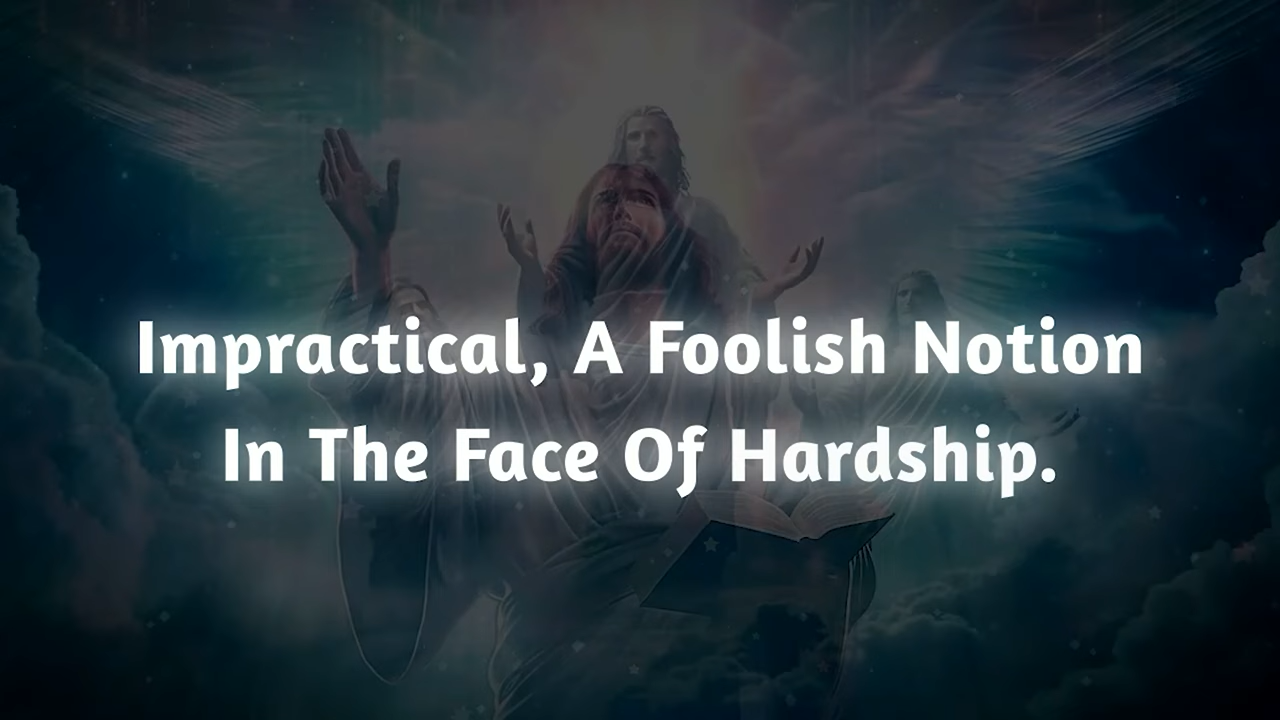 Impractical, A Foolish Notion
In The Face Of Hardship.